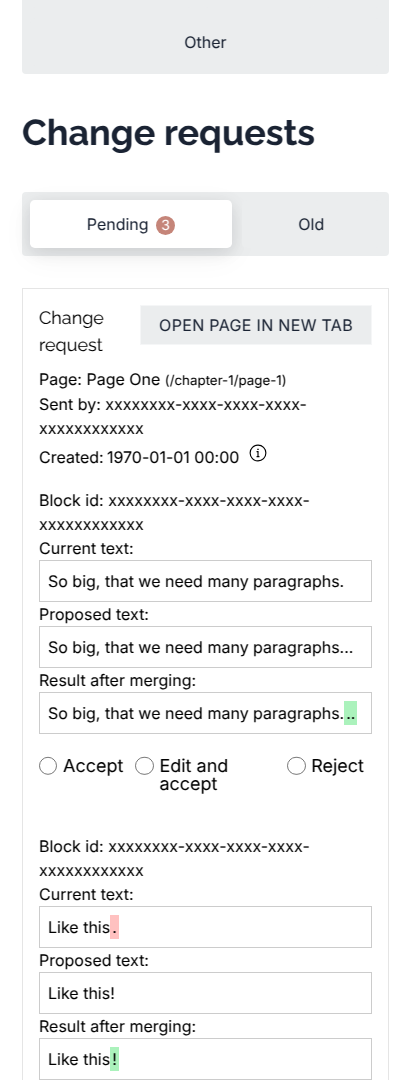 Other
Change requests
Pending 3
Old
Change
request
OPEN PAGE IN NEW TAB
Page: Page One (/chapter-1/page-1)
Sent by: xxxxxxxx-xxxx-xxxx-xxxx-
xxxxxxxxxxxx
Created: 1970-01-01 00:00
Block id: xxxxxxxx-xxxx-xxxx-xxxx-
xxxxxxxxxxxx
Current text:
So big, that we need many paragraphs.
Proposed text:
So big, that we need many paragraphs...
Result after merging:
So big, that we need many paragraphs...
Accept
Edit and
accept
Reject
Block id: xxxxxxxx-xxxx-xxxx-xxxx-
xxxxxxxxxxxx
Current text:
Like this.
Proposed text:
Like this!
Result after merging:
Like this!